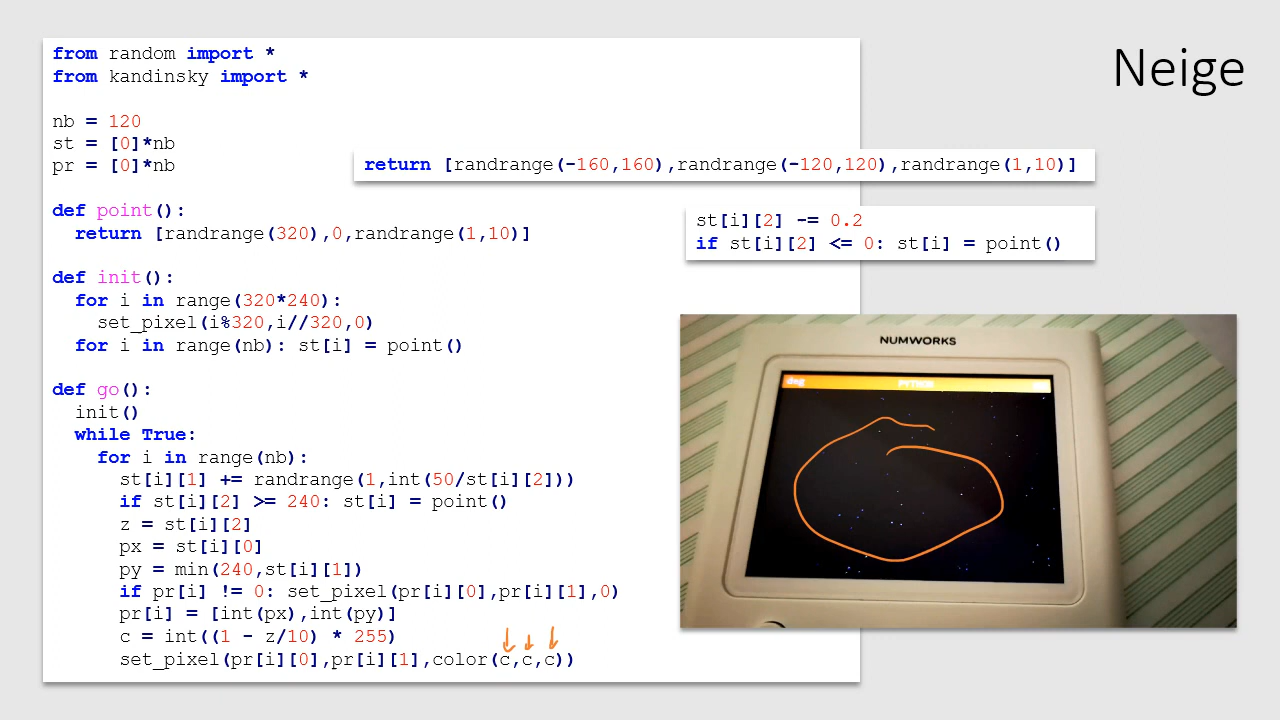 Neige
from random import *
from kandinsky import *
nb = 120
st = [0]*nb
pr = [0]*nb
def point():
  return [randrange(320),0,randrange(1,10)]
def init():
  for i in range(320*240):
    set_pixel(i%320,i//320,0)
  for i in range(nb): st[i] = point()
def go():
  init()
  while True:
    for i in range(nb):
      st[i][1] += randrange(1,int(50/st[i][2]))
      if st[i][2] >= 240: st[i] = point()
      z = st[i][2]
      px = st[i][0]
      py = min(240,st[i][1])
      if pr[i] != 0: set_pixel(pr[i][0],pr[i][1],0)
      pr[i] = [int(px),int(py)]
      c = int((1 - z/10) * 255)
      set_pixel(pr[i][0],pr[i][1],color(c,c,c))
return [randrange(-160,160),randrange(-120,120),randrange(1,10)]
st[i][2] -= 0.2
if st[i][2] <= 0: st[i] = point()
NUMWORKS
deg PYTHON